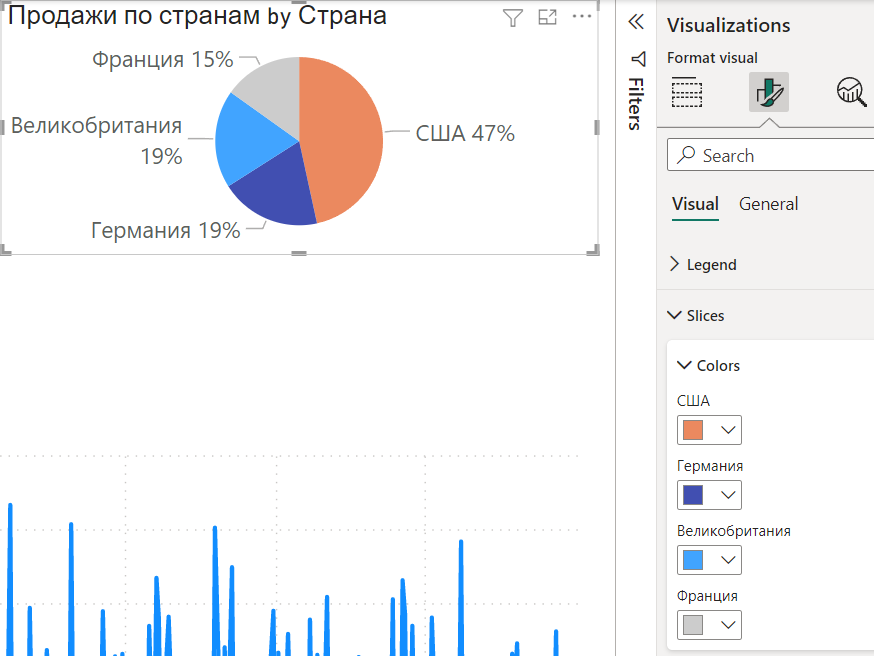 Продажи по странам by Страна
Франция 15%
Великобритания
19%
США 47%
Германия 19%
Filters
Visualizations
Format visual
Search
Visual
General
Legend
Slices
Colors
США
Германия
Великобритания
Франция